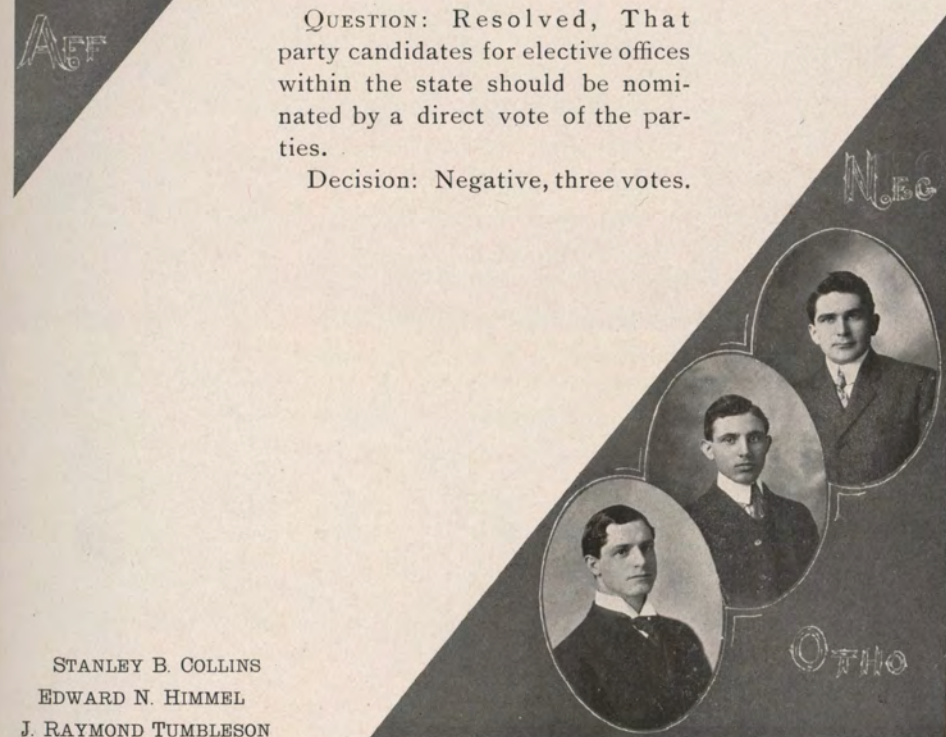 AFF
QUESTION: Resolved, That
party candidates for elective offices
within the state should be nomi-
nated by a direct vote of the par-
ties.
Decision: Negative, three votes.
NEG
OTHO
STANLEY B. COLLINS
EDWARD N. HIMMEL
J. RAYMOND TUMBLESON